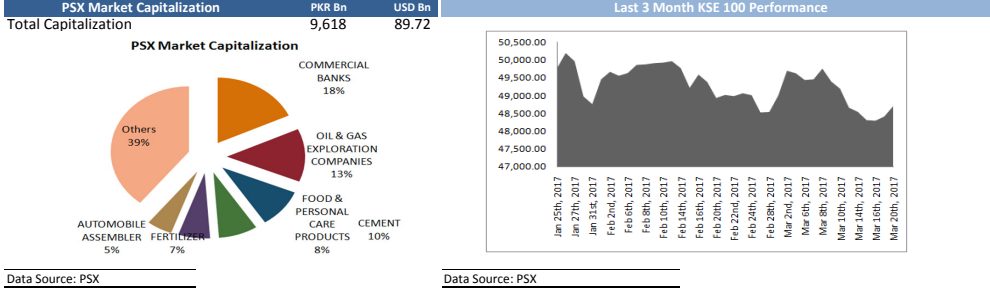 PSX Market Capitalization PKR Bn USD Bn
Total Capitalization 9,618 89.72
PSX Market Capitalization
COMMERCIAL
BANKS
18%
OIL & GAS
EXPLORATION
COMPANIES
13%
CEMENT
10%
FOOD &
PERSONAL
CARE
PRODUCTS
8%
FERTILIZER
7%
AUTOMOBILE
ASSEMBLER
5%
Others
39%
Data Source: PSX
Last 3 Month KSE 100 Performance
50,500.00
50,000.00
49,500.00
49,000.00
48,500.00
48,000.00
47,500.00
47,000.00
Jan 25th, 2017
Jan 27th, 2017
Jan 31st, 2017
Feb 2nd, 2017
Feb 6th, 2017
Feb 8th, 2017
Feb 10th, 2017
Feb 14th, 2017
Feb 16th, 2017
Feb 20th, 2017
Feb 22nd, 2017
Feb 24th, 2017
Feb 28th, 2017
Mar 2nd, 2017
Mar 6th, 2017
Mar 8th, 2017
Mar 10th, 2017
Mar 14th, 2017
Mar 16th, 2017
Mar 20th, 2017
Data Source: PSX